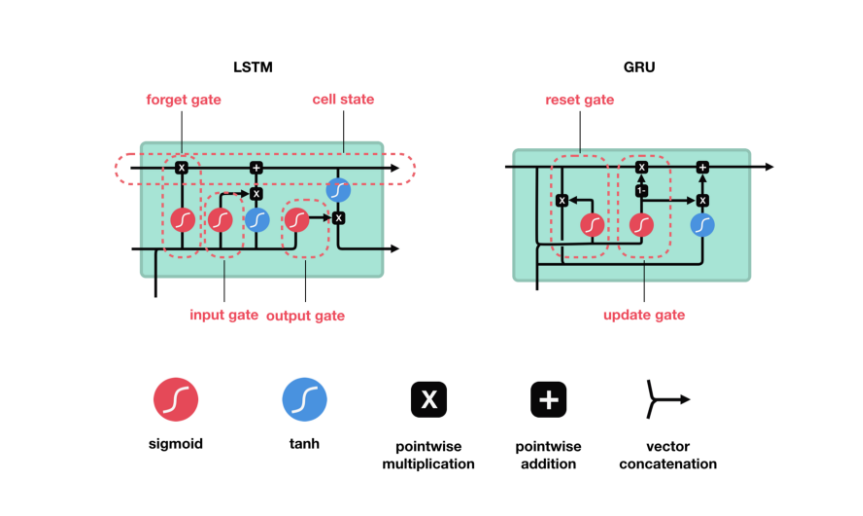 LSTM
GRU
forget gate
cell state
reset gate
X
+
X
X
X
+
1-
X
X
input gate
output gate
update gate
X
+
sigmoid
tanh
pointwise
multiplication
pointwise
addition
vector
concatenation